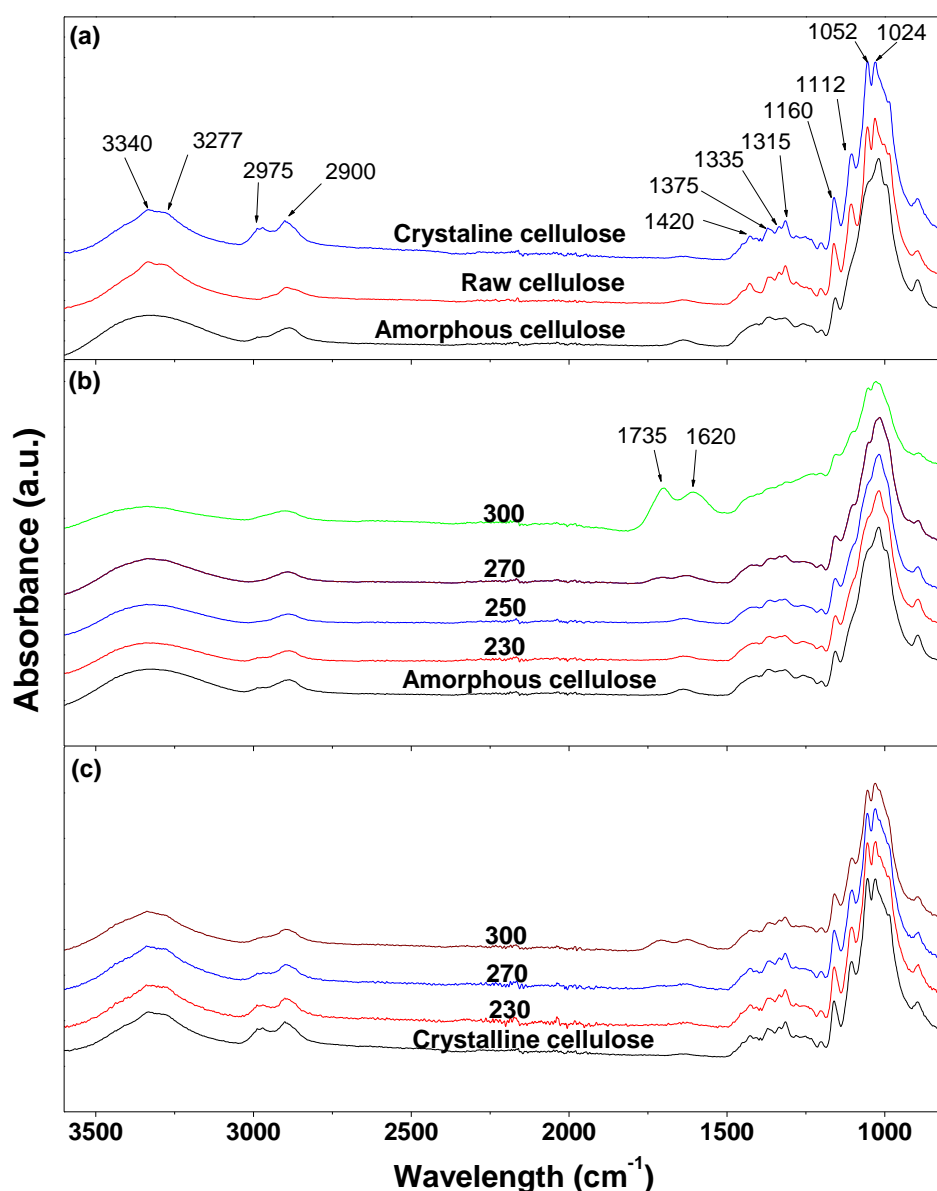 (a)
1052
1024
1112
1160
1315
1335
1375
1420
3340
3277
2975
2900
Crystaline cellulose
Raw cellulose
Amorphous cellulose
(b)
1735
1620
300
270
250
230
Amorphous cellulose
(c)
300
270
230
Crystalline cellulose
Absorbance (a.u.)
3500
3000
2500
2000
1500
1000
Wavelength (cm⁻¹)